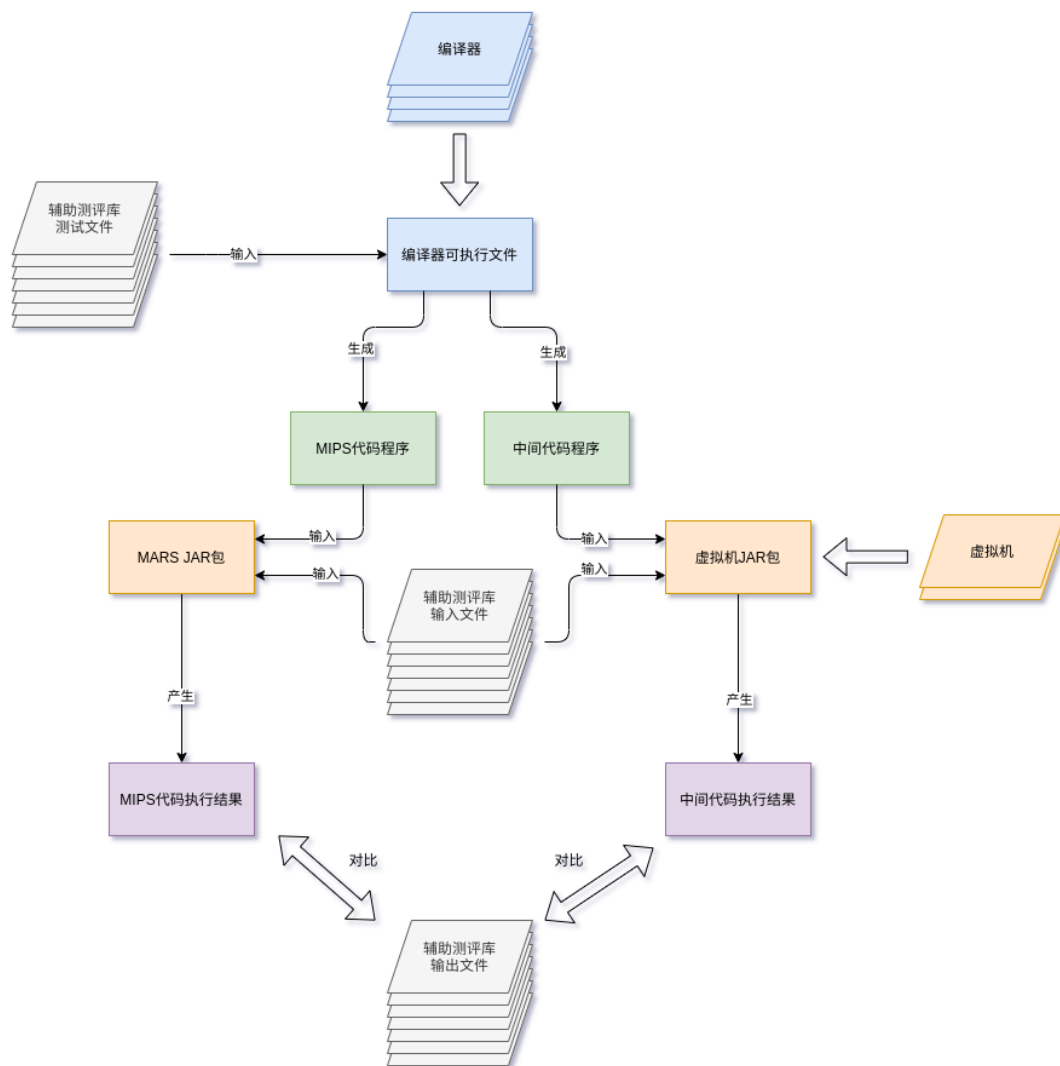 编译器
辅助测评库
测试文件
输入
编译器可执行文件
生成
生成
MIPS代码程序
中间代码程序
输入
输入
MARS JAR包
虚拟机JAR包
虚拟机
输入
输入
辅助测评库
输入文件
产生
产生
MIPS代码执行结果
中间代码执行结果
对比
对比
辅助测评库
输出文件